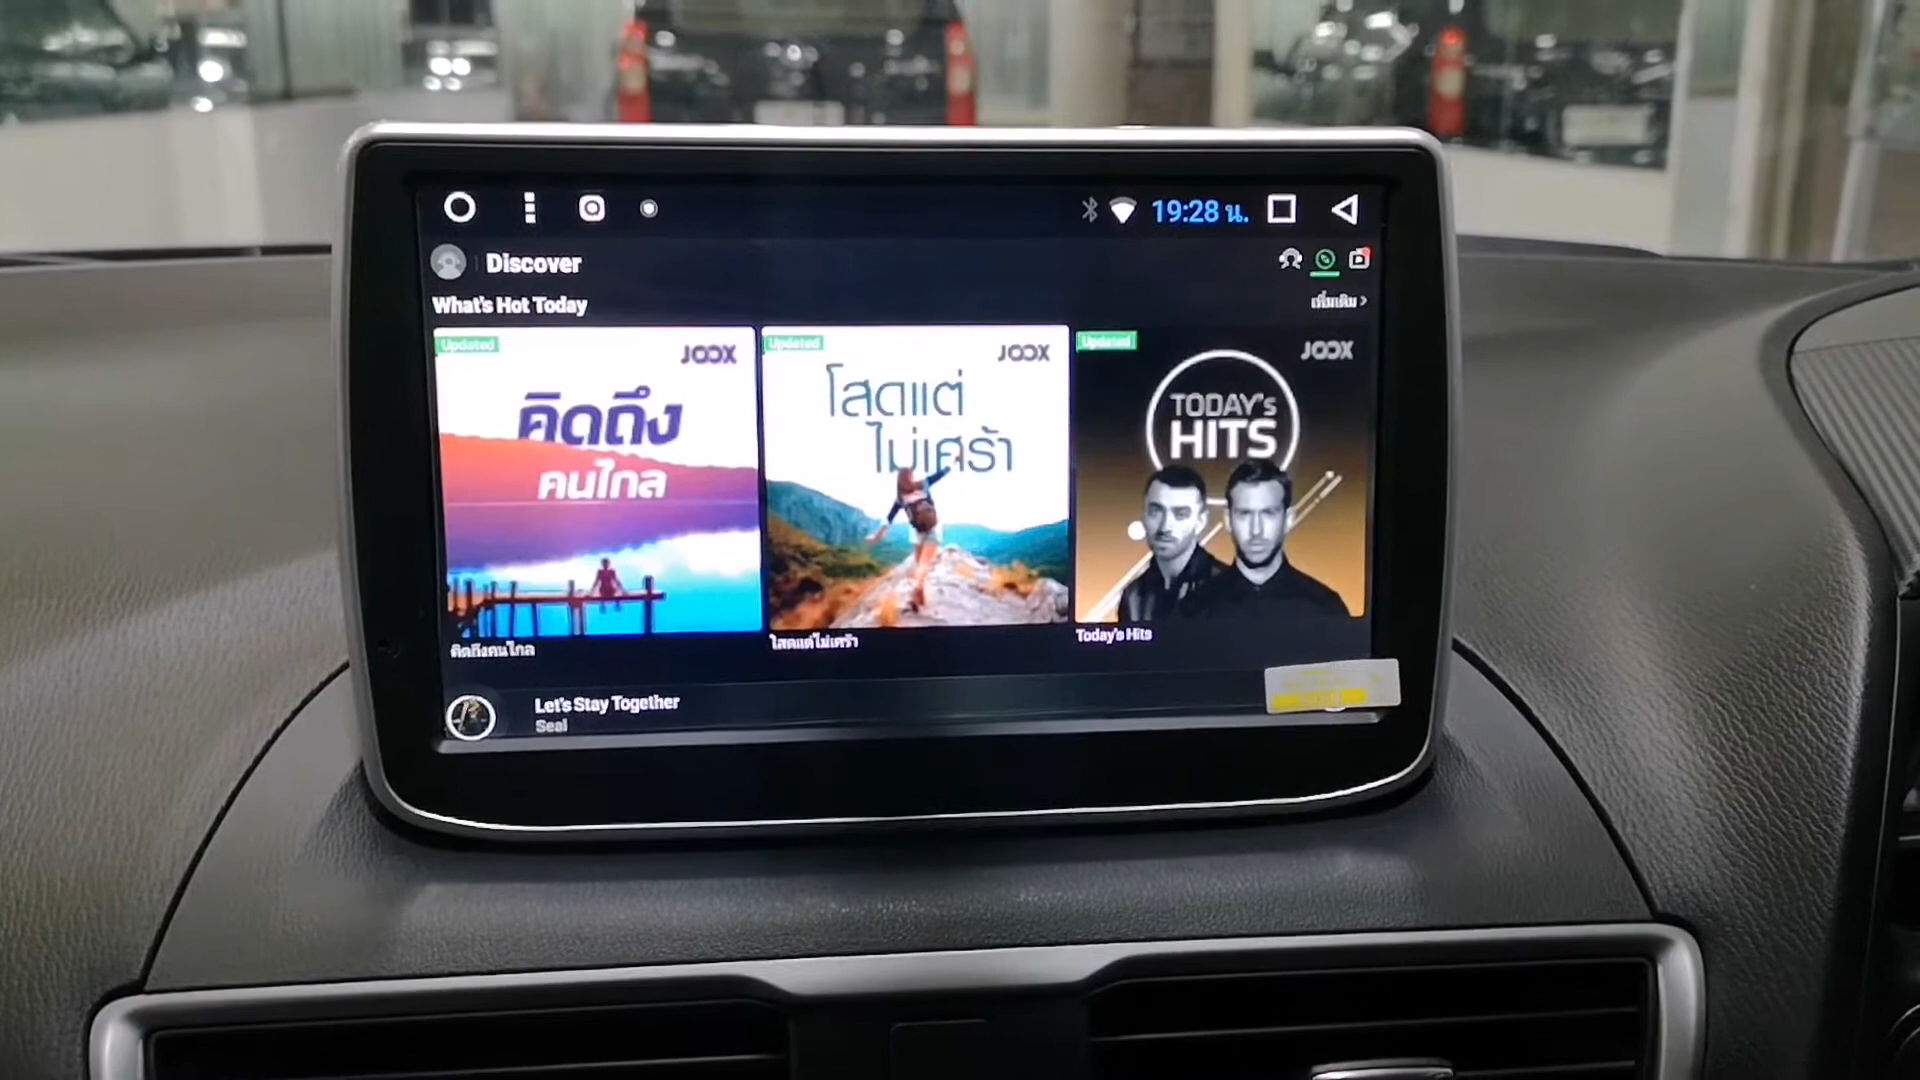 19:28 น.
Discover
What's Hot Today
เพิ่มเติม >
Updated
JOOX
คิดถึง
คนไกล
Updated
JOOX
โสดแต่
ไม่เศร้า
Updated
JOOX
TODAY's
HITS
คิดถึงคนไกล
โสดแต่ไม่เศร้า
Today's Hits
Let's Stay Together
Seal